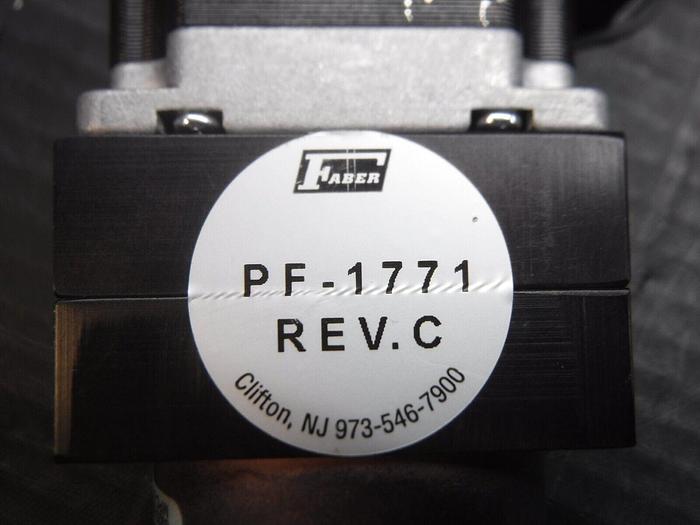 FABER
PF-1771
REV.C
Clifton, NJ 973-546-7900